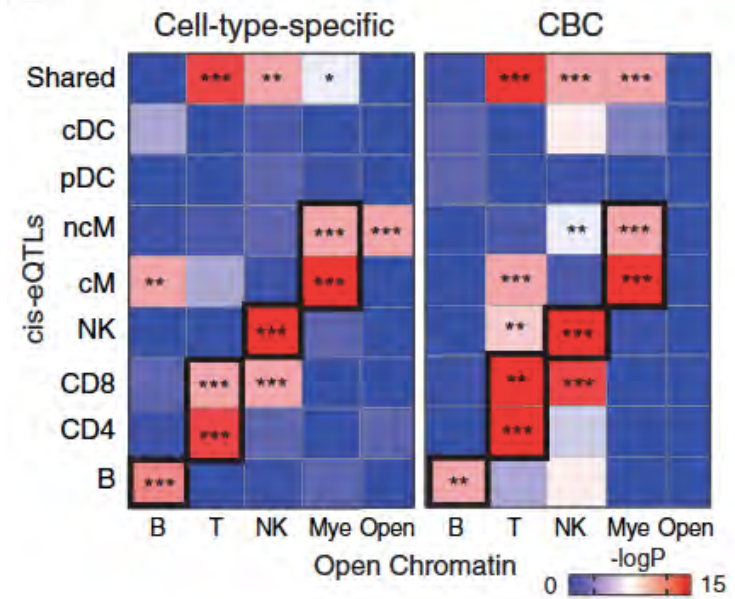 Cell-type-specific CBC
Shared *** ** * *** *** ***
cDC
pDC
ncM *** *** ** ***
cM ** *** *** ***
NK *** ** ***
CD8 *** *** ** ***
CD4 *** ***
B *** **
cis-eQTLs
B T NK Mye Open B T NK Mye Open
Open Chromatin
-logP
0 15